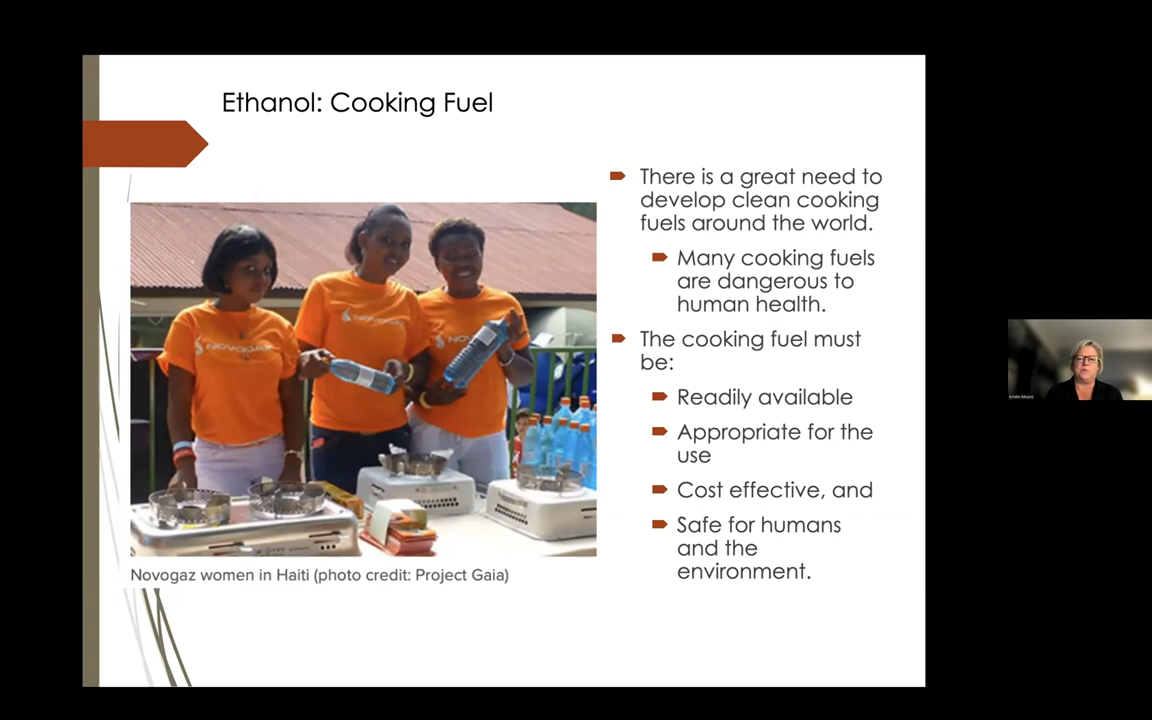 Ethanol: Cooking Fuel
There is a great need to
develop clean cooking
fuels around the world.
Many cooking fuels
are dangerous to
human health.
The cooking fuel must
be:
Readily available
Appropriate for the
use
Cost effective, and
Safe for humans
and the
environment.
NOVOGAZ
Novogaz women in Haiti (photo credit: Project Gaia)